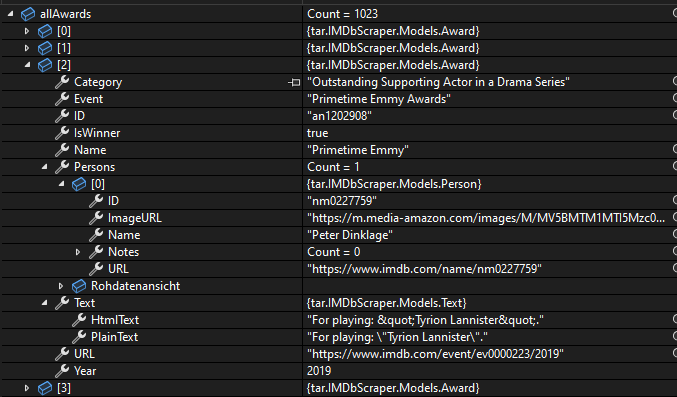 allAwards Count = 1023
[0] {tar.IMDbScraper.Models.Award}
[1] {tar.IMDbScraper.Models.Award}
[2] {tar.IMDbScraper.Models.Award}
Category "Outstanding Supporting Actor in a Drama Series"
Event "Primetime Emmy Awards"
ID "an1202908"
IsWinner true
Name "Primetime Emmy"
Persons Count = 1
[0] {tar.IMDbScraper.Models.Person}
ID "nm0227759"
ImageURL "https://m.media-amazon.com/images/M/MV5BMTM1MTI5Mzc0...
Name "Peter Dinklage"
Notes Count = 0
URL "https://www.imdb.com/name/nm0227759"
Rohdatenansicht
Text {tar.IMDbScraper.Models.Text}
HtmlText "For playing: &quot;Tyrion Lannister&quot;."
PlainText "For playing: \"Tyrion Lannister\"."
URL "https://www.imdb.com/event/ev0000223/2019"
Year 2019
[3] {tar.IMDbScraper.Models.Award}